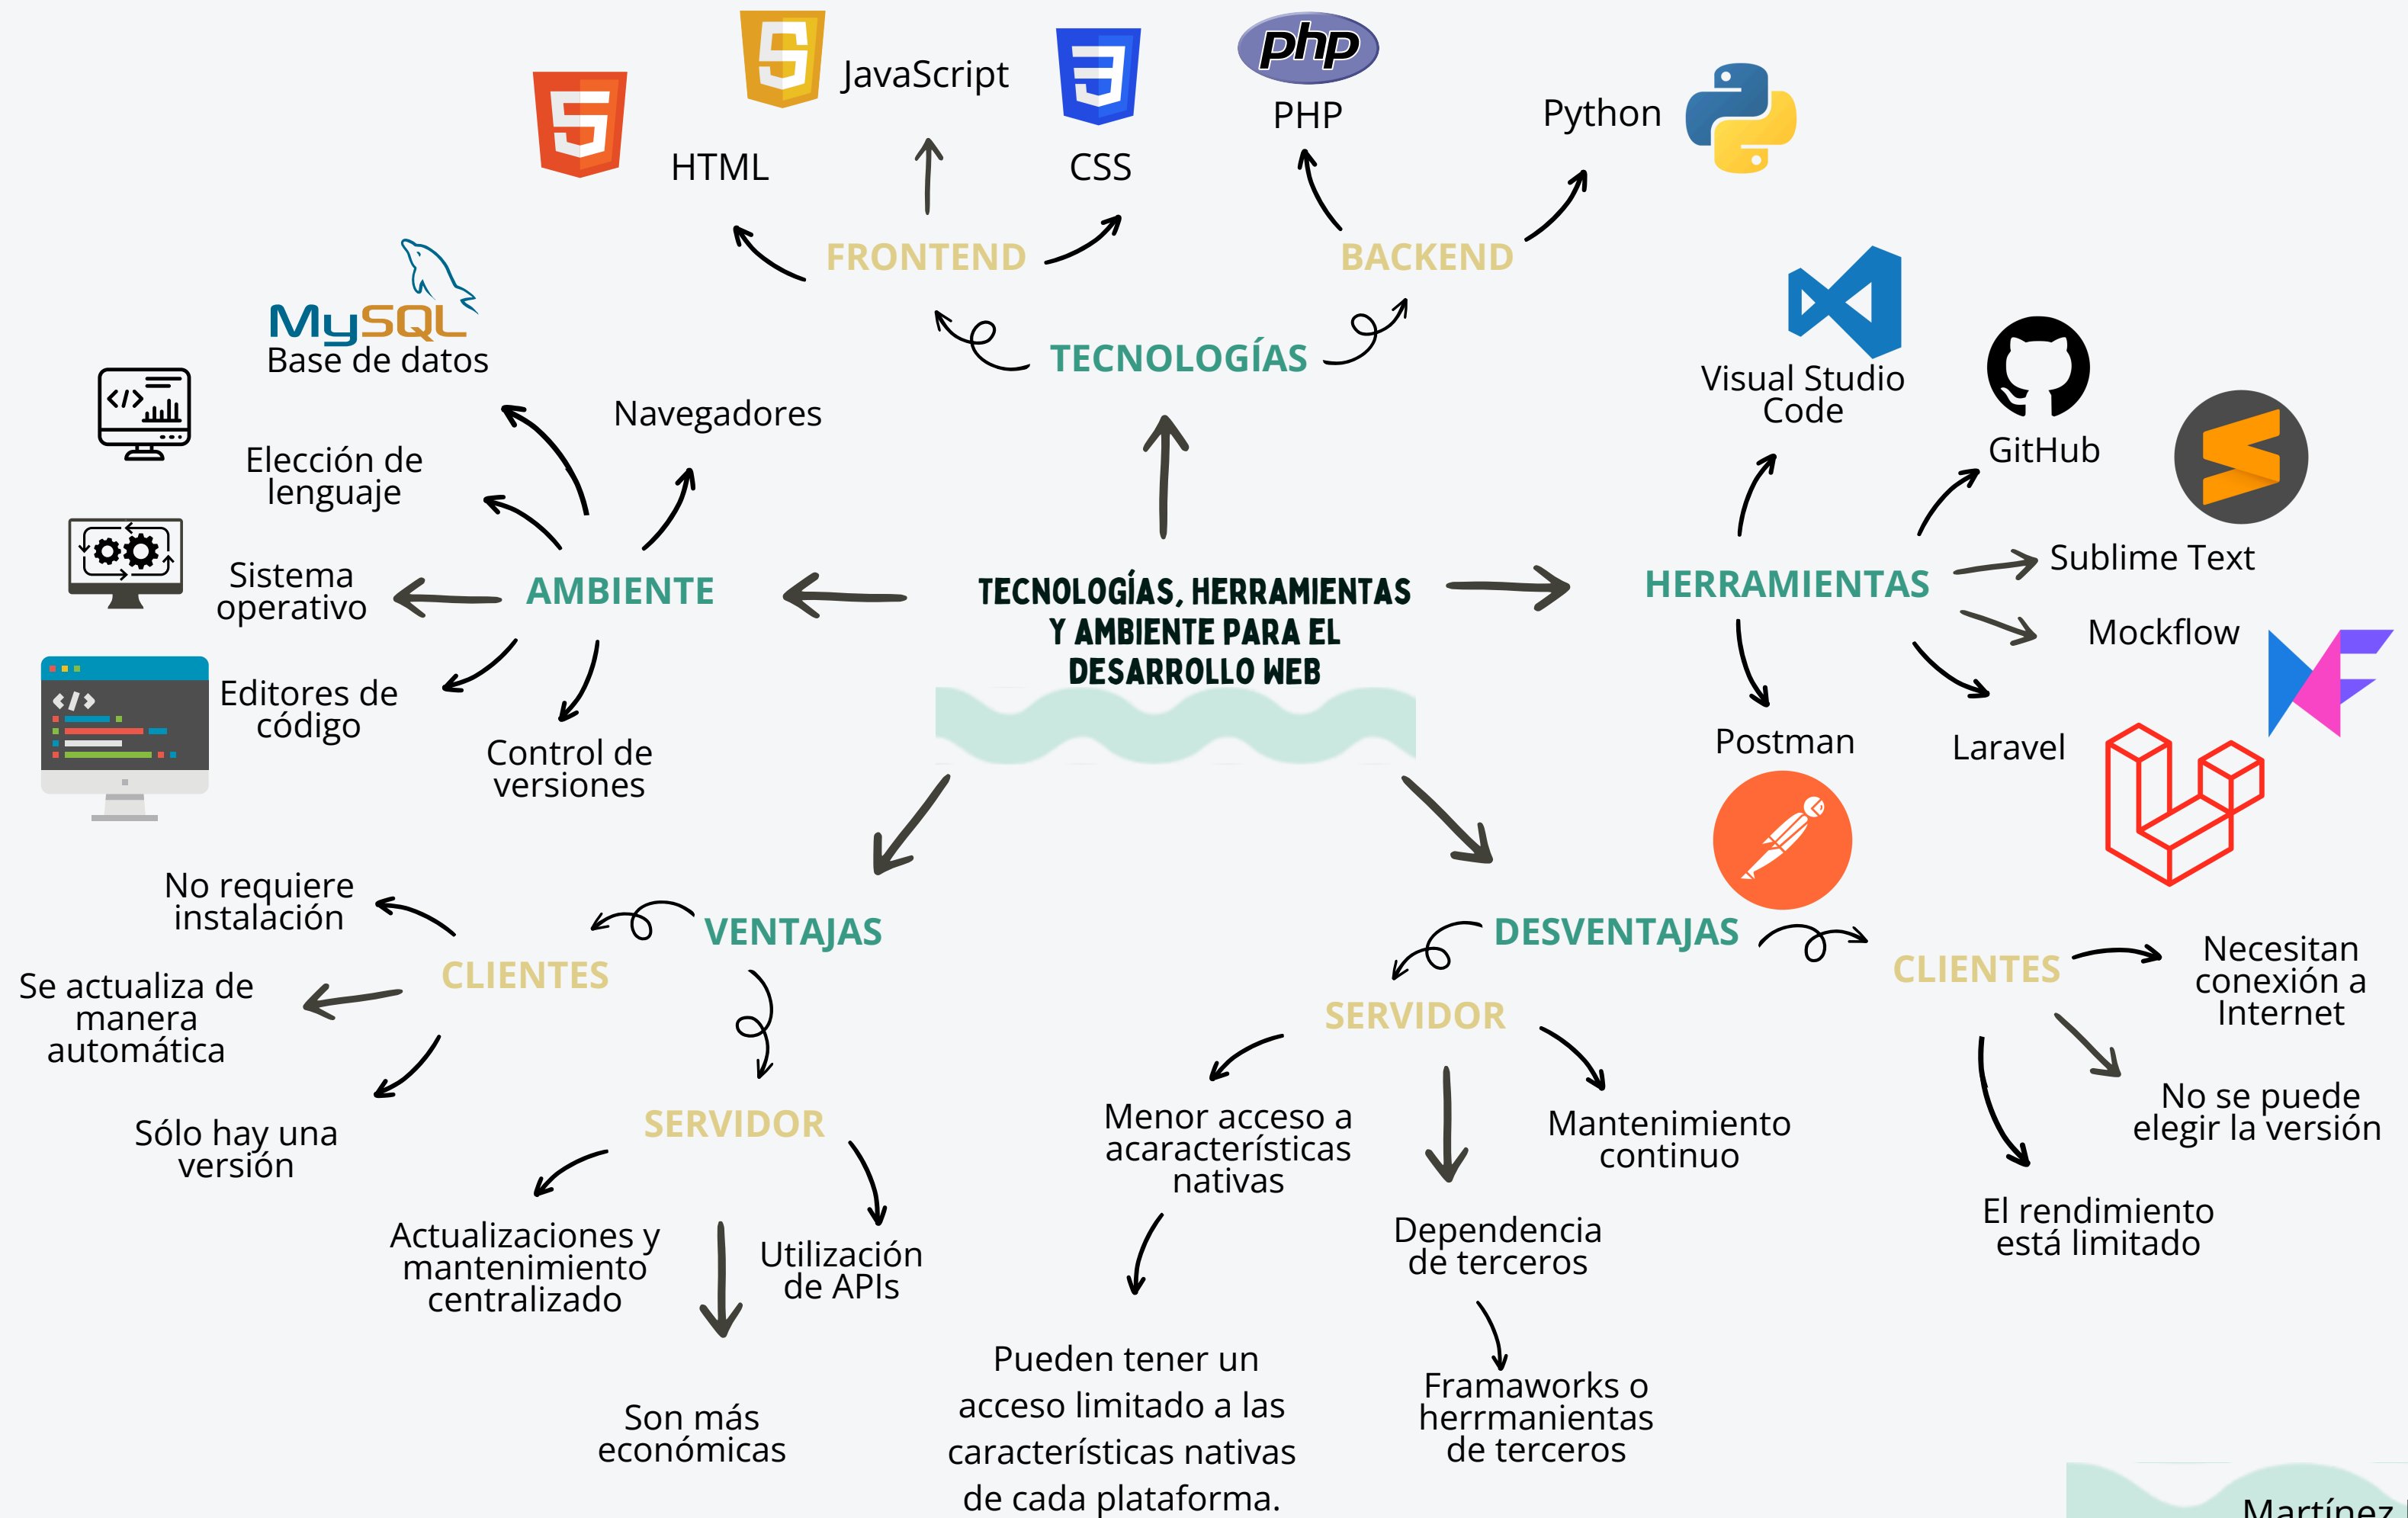 JavaScript
php
PHP
Python
HTML
CSS
FRONTEND
BACKEND
MySQL
Base de datos
TECNOLOGÍAS
Navegadores
Elección de
lenguaje
Sistema
operativo
AMBIENTE
Editores de
código
Control de
versiones
TECNOLOGÍAS, HERRAMIENTAS
Y AMBIENTE PARA EL
DESARROLLO WEB
Visual Studio
Code
GitHub
Sublime Text
HERRAMIENTAS
Mockflow
Postman
Laravel
VENTAJAS
CLIENTES
No requiere
instalación
Se actualiza de
manera
automática
Sólo hay una
versión
SERVIDOR
Actualizaciones y
mantenimiento
centralizado
Utilización
de APIs
Son más
económicas
DESVENTAJAS
SERVIDOR
Menor acceso a
acaracterísticas
nativas
Pueden tener un
acceso limitado a las
características nativas
de cada plataforma.
Dependencia
de terceros
Framaworks o
herrmanientas
de terceros
Mantenimiento
continuo
CLIENTES
Necesitan
conexión a
Internet
No se puede
elegir la versión
El rendimiento
está limitado
Martínez